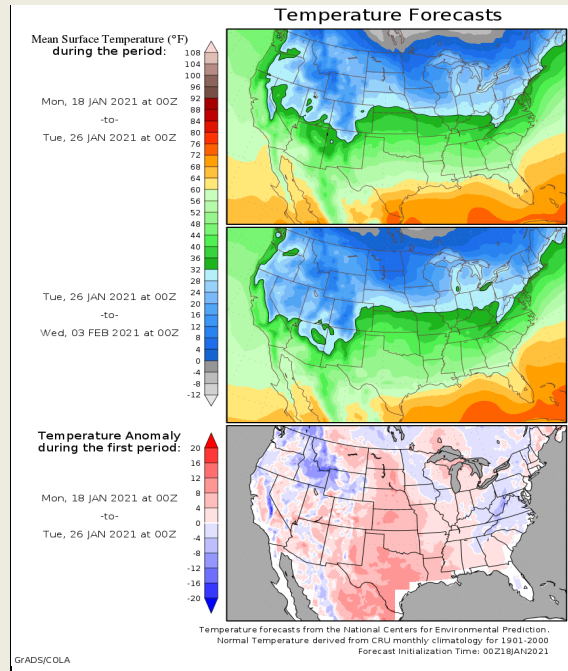 Temperature Forecasts
Mean Surface Temperature (°F)
during the period:
Mon, 18 JAN 2021 at 00Z
-to-
Tue, 26 JAN 2021 at 00Z
108
104
100
96
92
88
84
80
76
72
68
64
60
56
52
48
44
40
36
32
28
24
20
16
12
8
4
0
-4
-8
-12
Tue, 26 JAN 2021 at 00Z
-to-
Wed, 03 FEB 2021 at 00Z
Temperature Anomaly
during the first period:
Mon, 18 JAN 2021 at 00Z
-to-
Tue, 26 JAN 2021 at 00Z
20
16
12
8
4
0
-4
-8
-12
-16
-20
Temperature forecasts from the National Centers for Environmental Prediction.
Normal Temperature derived from CRU monthly climatology for 1901-2000
Forecast Initialization Time: 00Z18JAN2021
GrADS/COLA